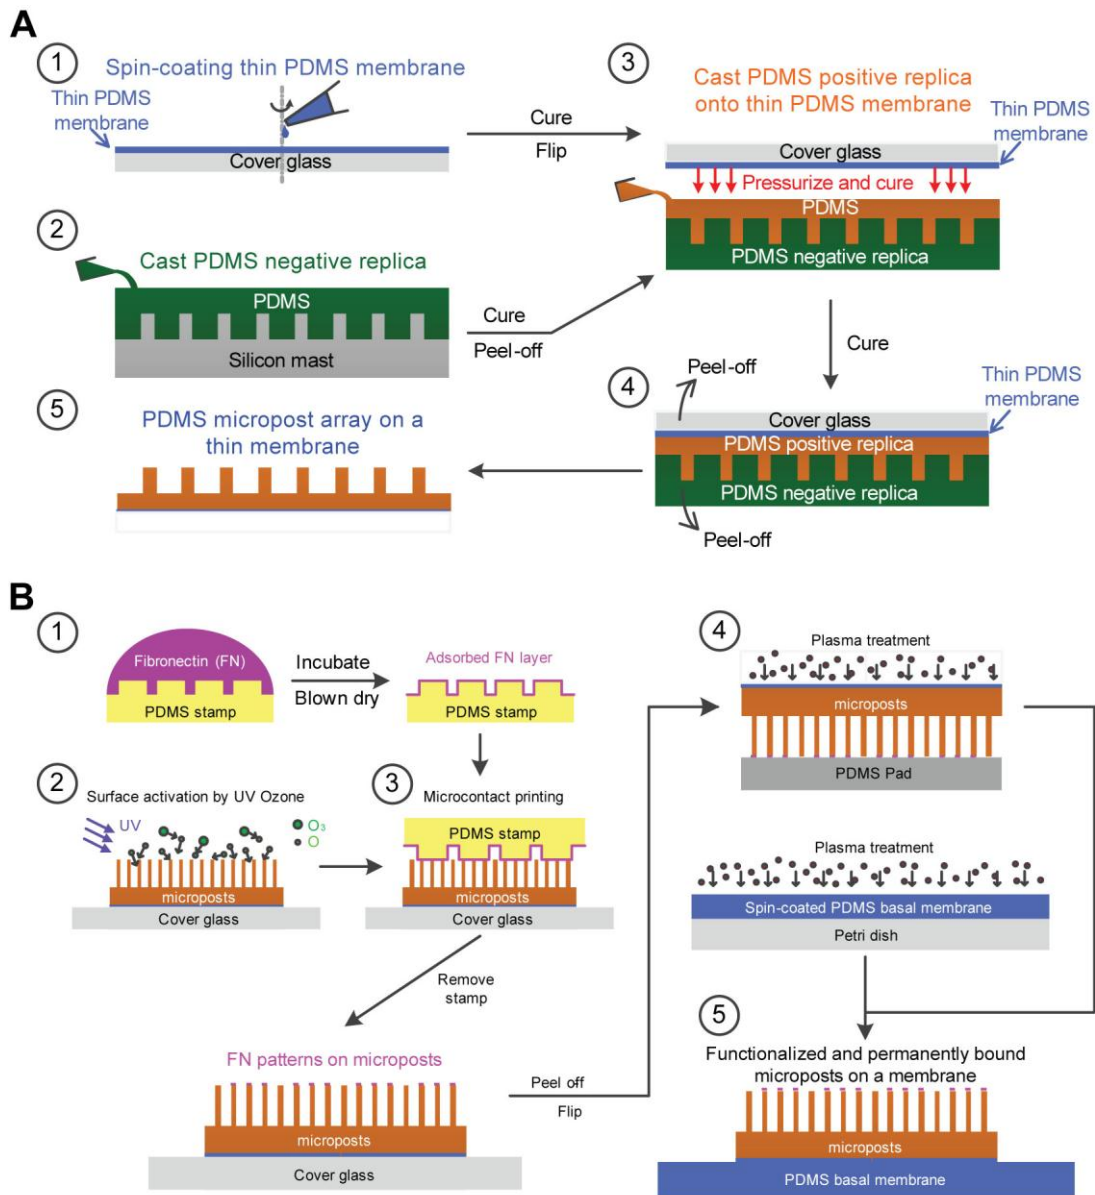 A
1
Spin-coating thin PDMS membrane
Thin PDMS
membrane
Cover glass
Cure
Flip
3
Cast PDMS positive replica
onto thin PDMS membrane
Thin PDMS
membrane
Cover glass
Pressurize and cure
PDMS
PDMS negative replica
2
Cast PDMS negative replica
PDMS
Silicon mast
Cure
Peel-off
Cure
4
Peel-off
Thin PDMS
membrane
Cover glass
PDMS positive replica
PDMS negative replica
Peel-off
5
PDMS micropost array on a
thin membrane
B
1
Fibronectin (FN)
PDMS stamp
Incubate
Blown dry
Adsorbed FN layer
PDMS stamp
2
Surface activation by UV Ozone
UV
O₃
O
microposts
Cover glass
3
Microcontact printing
PDMS stamp
microposts
Cover glass
Remove
stamp
FN patterns on microposts
microposts
Cover glass
Peel off
Flip
4
Plasma treatment
microposts
PDMS Pad
Plasma treatment
Spin-coated PDMS basal membrane
Petri dish
5
Functionalized and permanently bound
microposts on a membrane
microposts
PDMS basal membrane